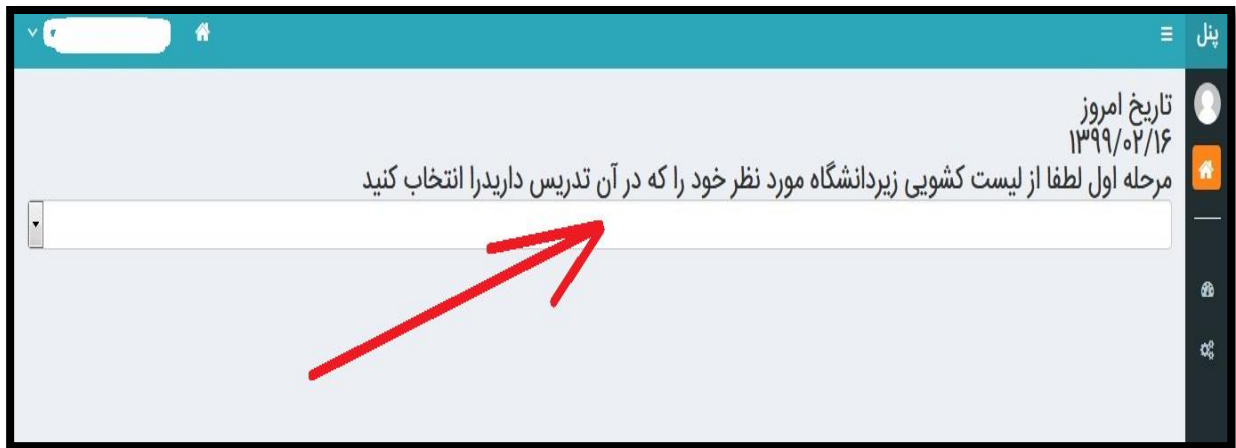 پنل
تاریخ امروز
۱۳۹۹/۰۲/۱۶
مرحله اول لطفا از لیست کشویی زیردانشگاه مورد نظر خود را که در آن تدریس داریدرا انتخاب کنید